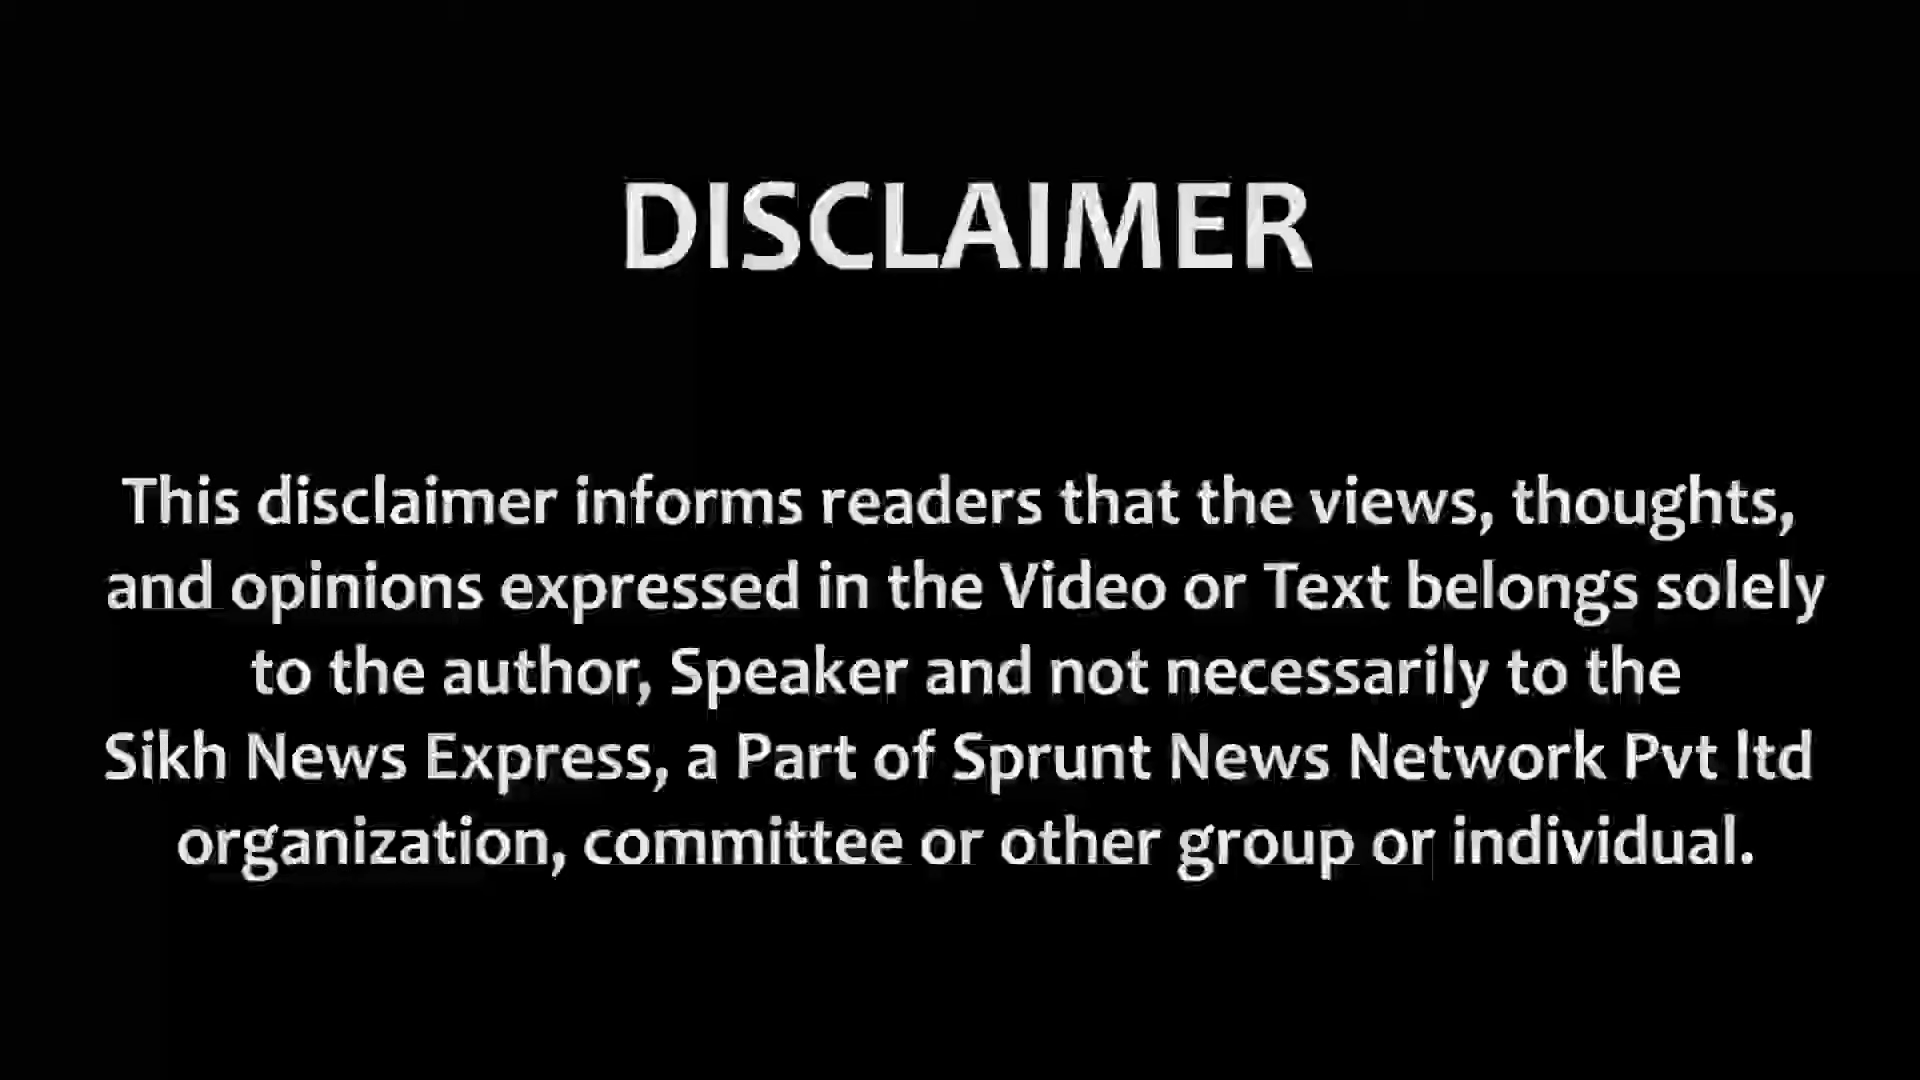 DISCLAIMER
This disclaimer informs readers that the views, thoughts,
and opinions expressed in the Video or Text belongs solely
to the author, Speaker and not necessarily to the
Sikh News Express, a Part of Sprunt News Network Pvt ltd
organization, committee or other group or individual.